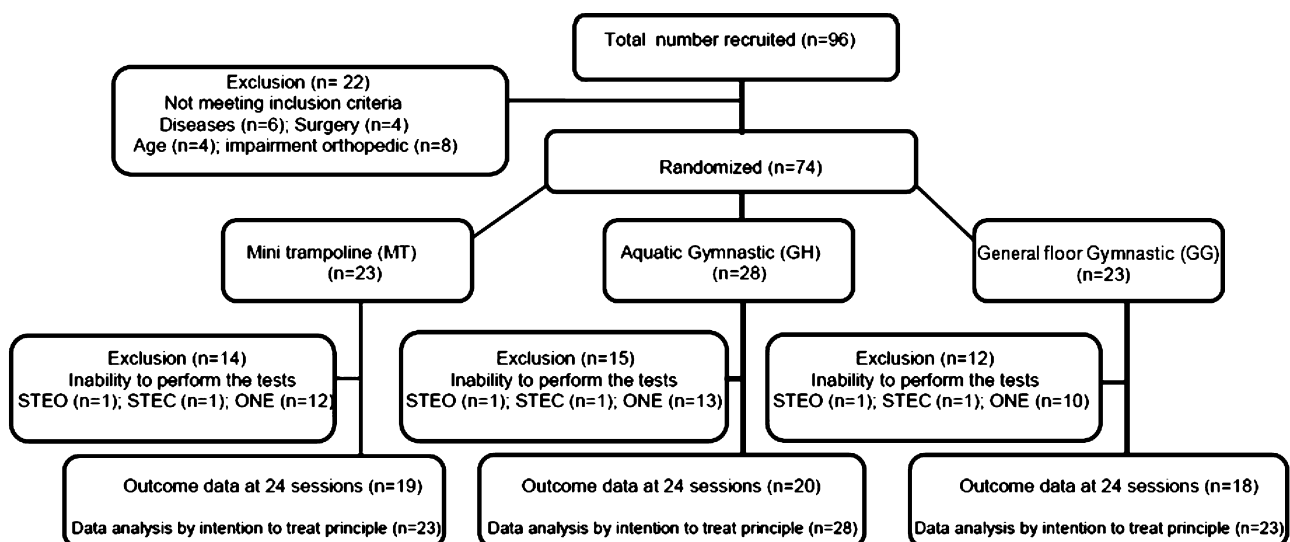 Total number recruited (n=96)
Exclusion (n= 22)
Not meeting inclusion criteria
Diseases (n=6); Surgery (n=4)
Age (n=4); impairment orthopedic (n=8)
Randomized (n=74)
Mini trampoline (MT)
(n=23)
Aquatic Gymnastic (GH)
(n=28)
General floor Gymnastic (GG)
(n=23)
Exclusion (n=14)
Inability to perform the tests
STEO (n=1); STEC (n=1); ONE (n=12)
Exclusion (n=15)
Inability to perform the tests
STEO (n=1); STEC (n=1); ONE (n=13)
Exclusion (n=12)
Inability to perform the tests
STEO (n=1); STEC (n=1); ONE (n=10)
Outcome data at 24 sessions (n=19)
Data analysis by intention to treat principle (n=23)
Outcome data at 24 sessions (n=20)
Data analysis by intention to treat principle (n=28)
Outcome data at 24 sessions (n=18)
Data analysis by intention to treat principle (n=23)